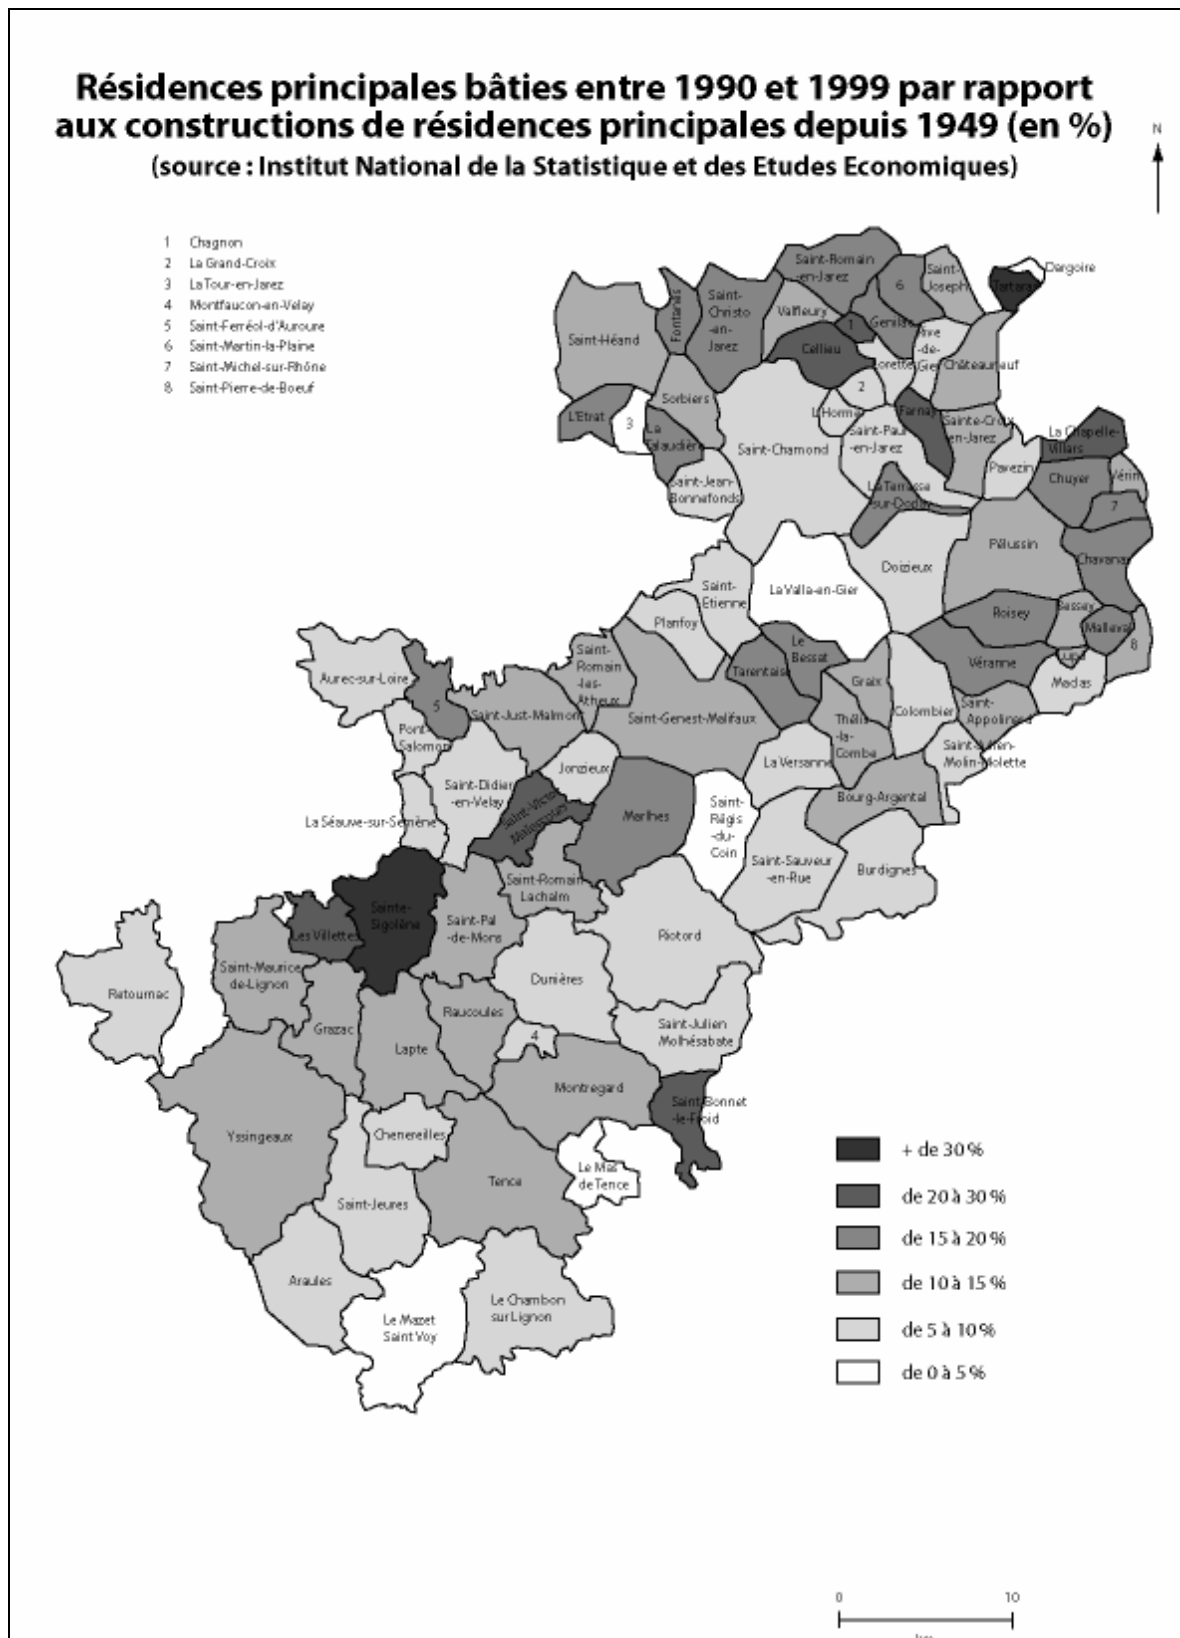 Résidences principales bâties entre 1990 et 1999 par rapport
aux constructions de résidences principales depuis 1949 (en %)
(source : Institut National de la Statistique et des Etudes Economiques)
N
1 Chagnon
2 La Grand-Croix
3 La Tour-en-Jarez
4 Montfaucon-en-Velay
5 Saint-Ferréol-d'Auroure
6 Saint-Martin-la-Plaine
7 Saint-Michel-sur-Rhône
8 Saint-Pierre-de-Boeuf
Saint-Romain
-en-Jarez
Saint-
Joseph
Dargoire
Tartaras
6
Saint-
Christo
-en-
Jarez
Fontanès
Valfleury
1
Genilac
Saint-Héand
Cellieu
Rive
-de-
Gier
Lorette
Châteauneuf
2
Sorbiers
L'Etrat
3
La
Talaudière
L'Horme
Farnay
Saint-Paul
-en-Jarez
Sainte-Croix
-en-Jarez
La Chapelle-
Villars
Saint-Chamond
Pavezin
Chuyer
Vérin
Saint-Jean-
Bonnefonds
La Terrasse
-sur-Dorlay
7
Pélussin
Chavanay
Doizieux
La Valla-en-Gier
Saint-
Etienne
Planfoy
Roisey
Bessey
Malleval
8
Lupé
Véranne
Maclas
Le
Bessat
Tarentaise
Graix
Colombier
Saint-
Appolinard
Saint-
Romain
-les-
Atheux
Aurec-sur-Loire
5
Saint-Just-Malmont
Saint-Genest-Malifaux
Thélis
-la-
Combe
Pont-
Salomon
Jonzieux
La Versanne
Saint-Julien-
Molin-Molette
Saint-Didier
-en-Velay
Saint-Victor
Malescours
Marlhes
Saint-
Régis
-du-
Coin
Bourg-Argental
La Séauve-sur-Semène
Saint-Sauveur
-en-Rue
Burdignes
Saint-Romain
Lachalm
Sainte-
Sigolène
Saint-Pal
-de-Mons
Les Villettes
Riotord
Saint-Maurice
de-Lignon
Dunières
Retournac
Raucoules
Grazac
Lapte
4
Saint-Julien
Molhésabate
Montregard
Saint-Bonnet
-le-Froid
Yssingeaux
Chenereilles
Le Mas
de Tence
Tence
Saint-Jeures
Araules
Le Chambon
sur Lignon
Le Mazet
Saint Voy
+ de 30 %
de 20 à 30 %
de 15 à 20 %
de 10 à 15 %
de 5 à 10 %
de 0 à 5 %
0 10
km